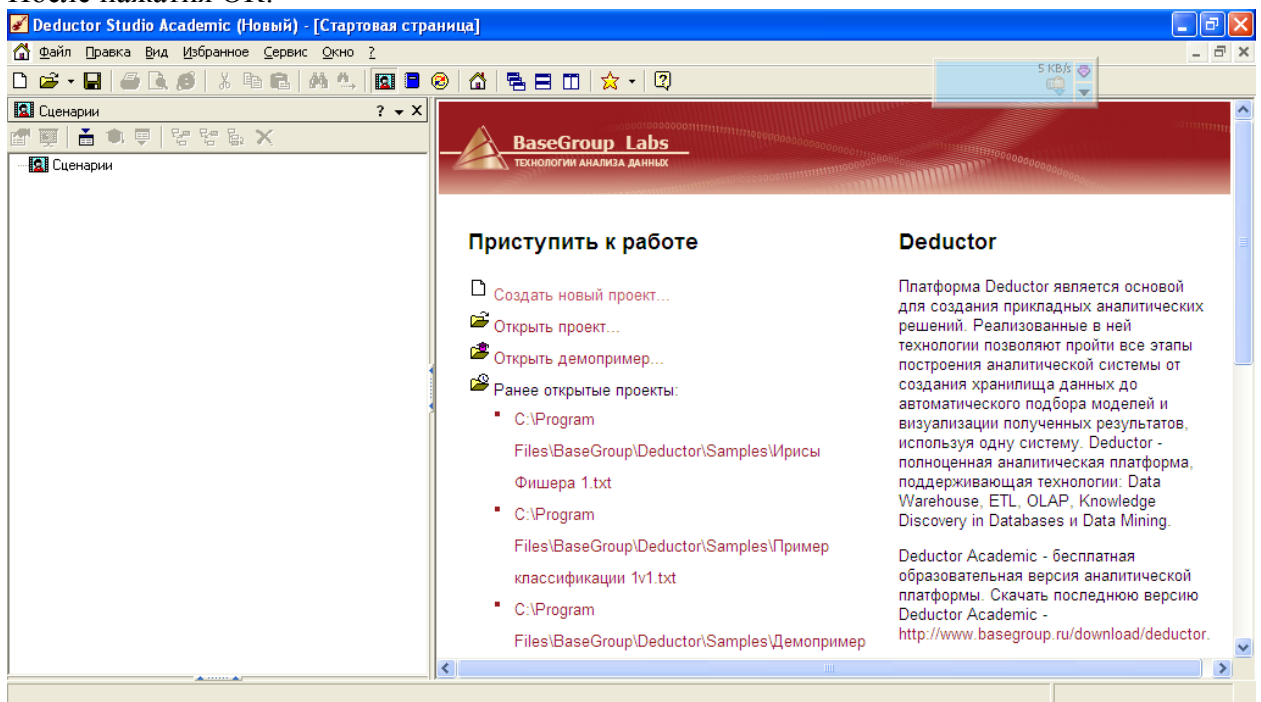 После нажатия ОК:
Deductor Studio Academic (Новый) - [Стартовая страница]
Файл Правка Вид Избранное Сервис Окно ?
5 KB/s
Сценарии
Сценарии
BaseGroup Labs
ТЕХНОЛОГИИ АНАЛИЗА ДАННЫХ
Приступить к работе
Создать новый проект...
Открыть проект...
Открыть демопример...
Ранее открытые проекты:
C:\Program
Files\BaseGroup\Deductor\Samples\Ирисы
Фишера 1.txt
C:\Program
Files\BaseGroup\Deductor\Samples\Пример
классификации 1v1.txt
C:\Program
Files\BaseGroup\Deductor\Samples\Демопример
Deductor
Платформа Deductor является основой
для создания прикладных аналитических
решений. Реализованные в ней
технологии позволяют пройти все этапы
построения аналитической системы от
создания хранилища данных до
автоматического подбора моделей и
визуализации полученных результатов,
используя одну систему. Deductor -
полноценная аналитическая платформа,
поддерживающая технологии: Data
Warehouse, ETL, OLAP, Knowledge
Discovery in Databases и Data Mining.
Deductor Academic - бесплатная
образовательная версия аналитической
платформы. Скачать последнюю версию
Deductor Academic -
http://www.basegroup.ru/download/deductor.